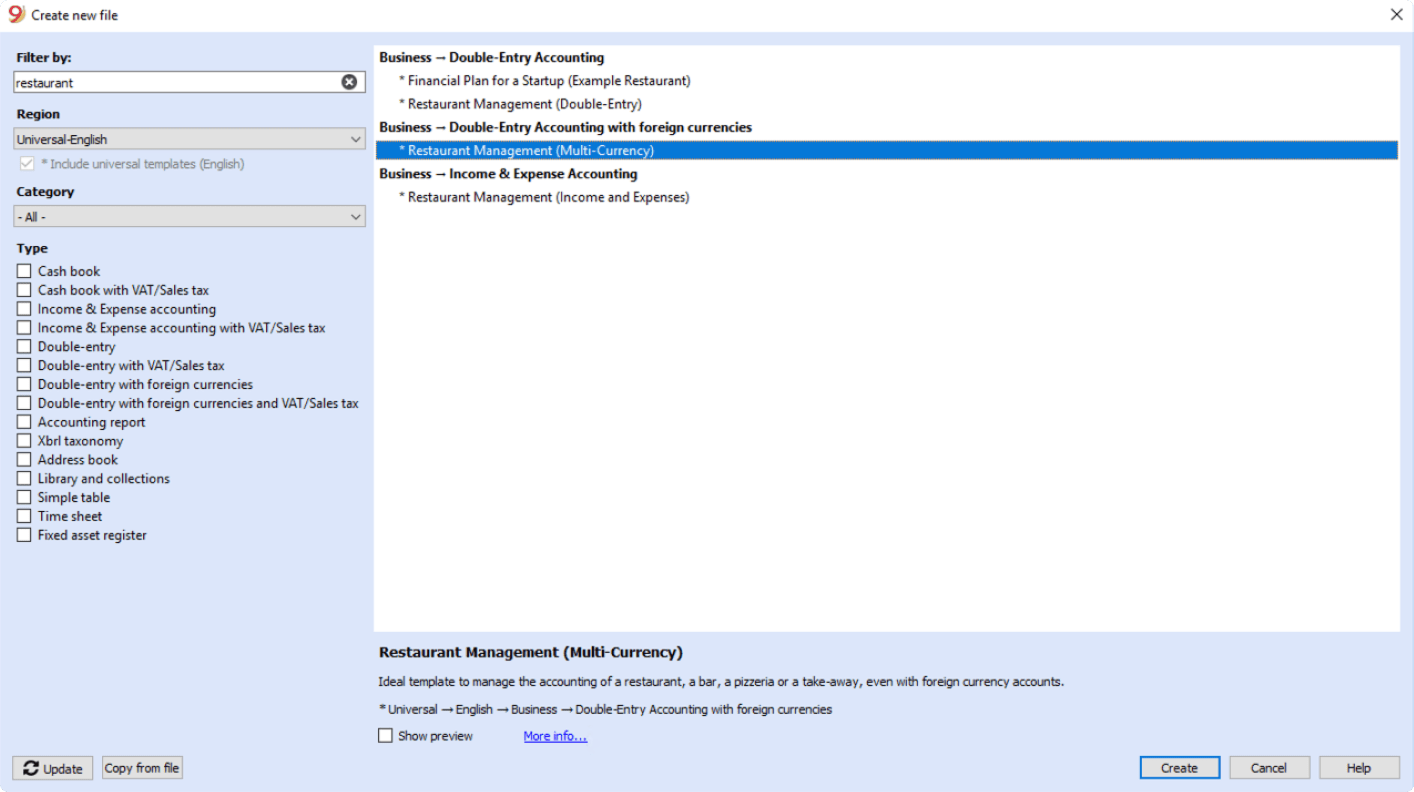 Create new file
Filter by:
restaurant
Region
Universal-English
* Include universal templates (English)
Category
- All -
Type
Cash book
Cash book with VAT/Sales tax
Income & Expense accounting
Income & Expense accounting with VAT/Sales tax
Double-entry
Double-entry with VAT/Sales tax
Double-entry with foreign currencies
Double-entry with foreign currencies and VAT/Sales tax
Accounting report
Xbrl taxonomy
Address book
Library and collections
Simple table
Time sheet
Fixed asset register
Business → Double-Entry Accounting
* Financial Plan for a Startup (Example Restaurant)
* Restaurant Management (Double-Entry)
Business → Double-Entry Accounting with foreign currencies
* Restaurant Management (Multi-Currency)
Business → Income & Expense Accounting
* Restaurant Management (Income and Expenses)
Restaurant Management (Multi-Currency)
Ideal template to manage the accounting of a restaurant, a bar, a pizzeria or a take-away, even with foreign currency accounts.
* Universal → English → Business → Double-Entry Accounting with foreign currencies
Show preview More info...
Update Copy from file Create Cancel Help